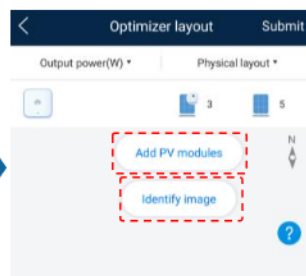 Optimizer layout Submit
Output power(W) Physical layout
3 5
Add PV modules
N
Identify image
?